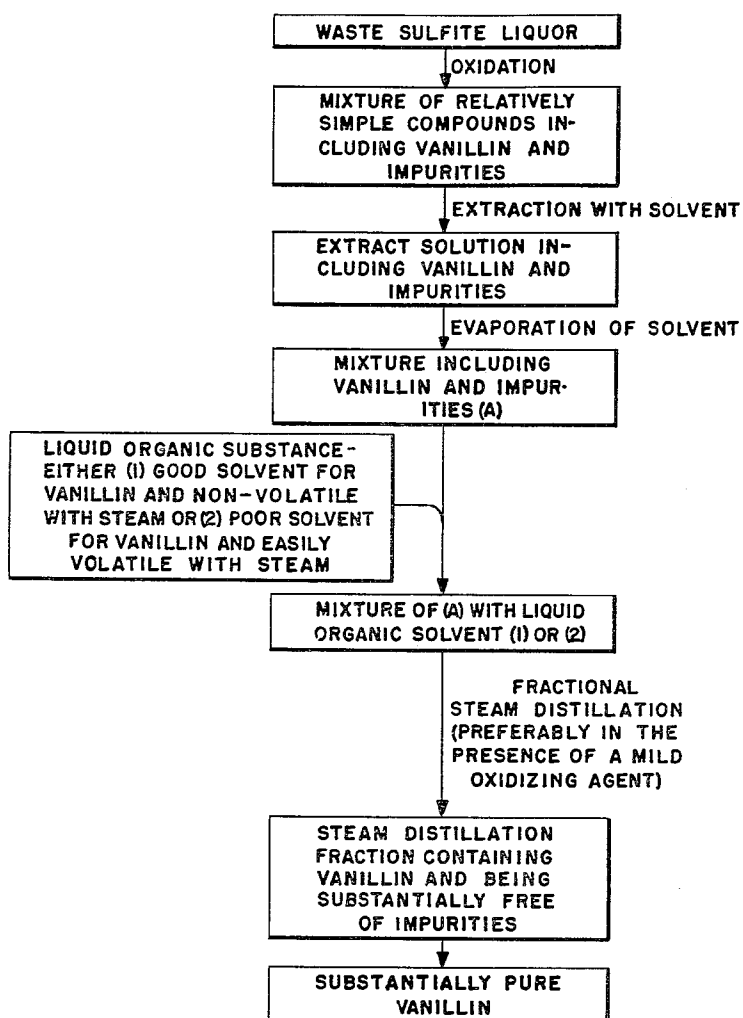 WASTE SULFITE LIQUOR
OXIDATION
MIXTURE OF RELATIVELY
SIMPLE COMPOUNDS IN-
CLUDING VANILLIN AND
IMPURITIES
EXTRACTION WITH SOLVENT
EXTRACT SOLUTION IN-
CLUDING VANILLIN AND
IMPURITIES
EVAPORATION OF SOLVENT
MIXTURE INCLUDING
VANILLIN AND IMPUR-
ITIES (A)
LIQUID ORGANIC SUBSTANCE-
EITHER (1) GOOD SOLVENT FOR
VANILLIN AND NON-VOLATILE
WITH STEAM OR (2) POOR SOLVENT
FOR VANILLIN AND EASILY
VOLATILE WITH STEAM
MIXTURE OF (A) WITH LIQUID
ORGANIC SOLVENT (1) OR (2)
FRACTIONAL
STEAM DISTILLATION
(PREFERABLY IN THE
PRESENCE OF A MILD
OXIDIZING AGENT)
STEAM DISTILLATION
FRACTION CONTAINING
VANILLIN AND BEING
SUBSTANTIALLY FREE
OF IMPURITIES
SUBSTANTIALLY PURE
VANILLIN